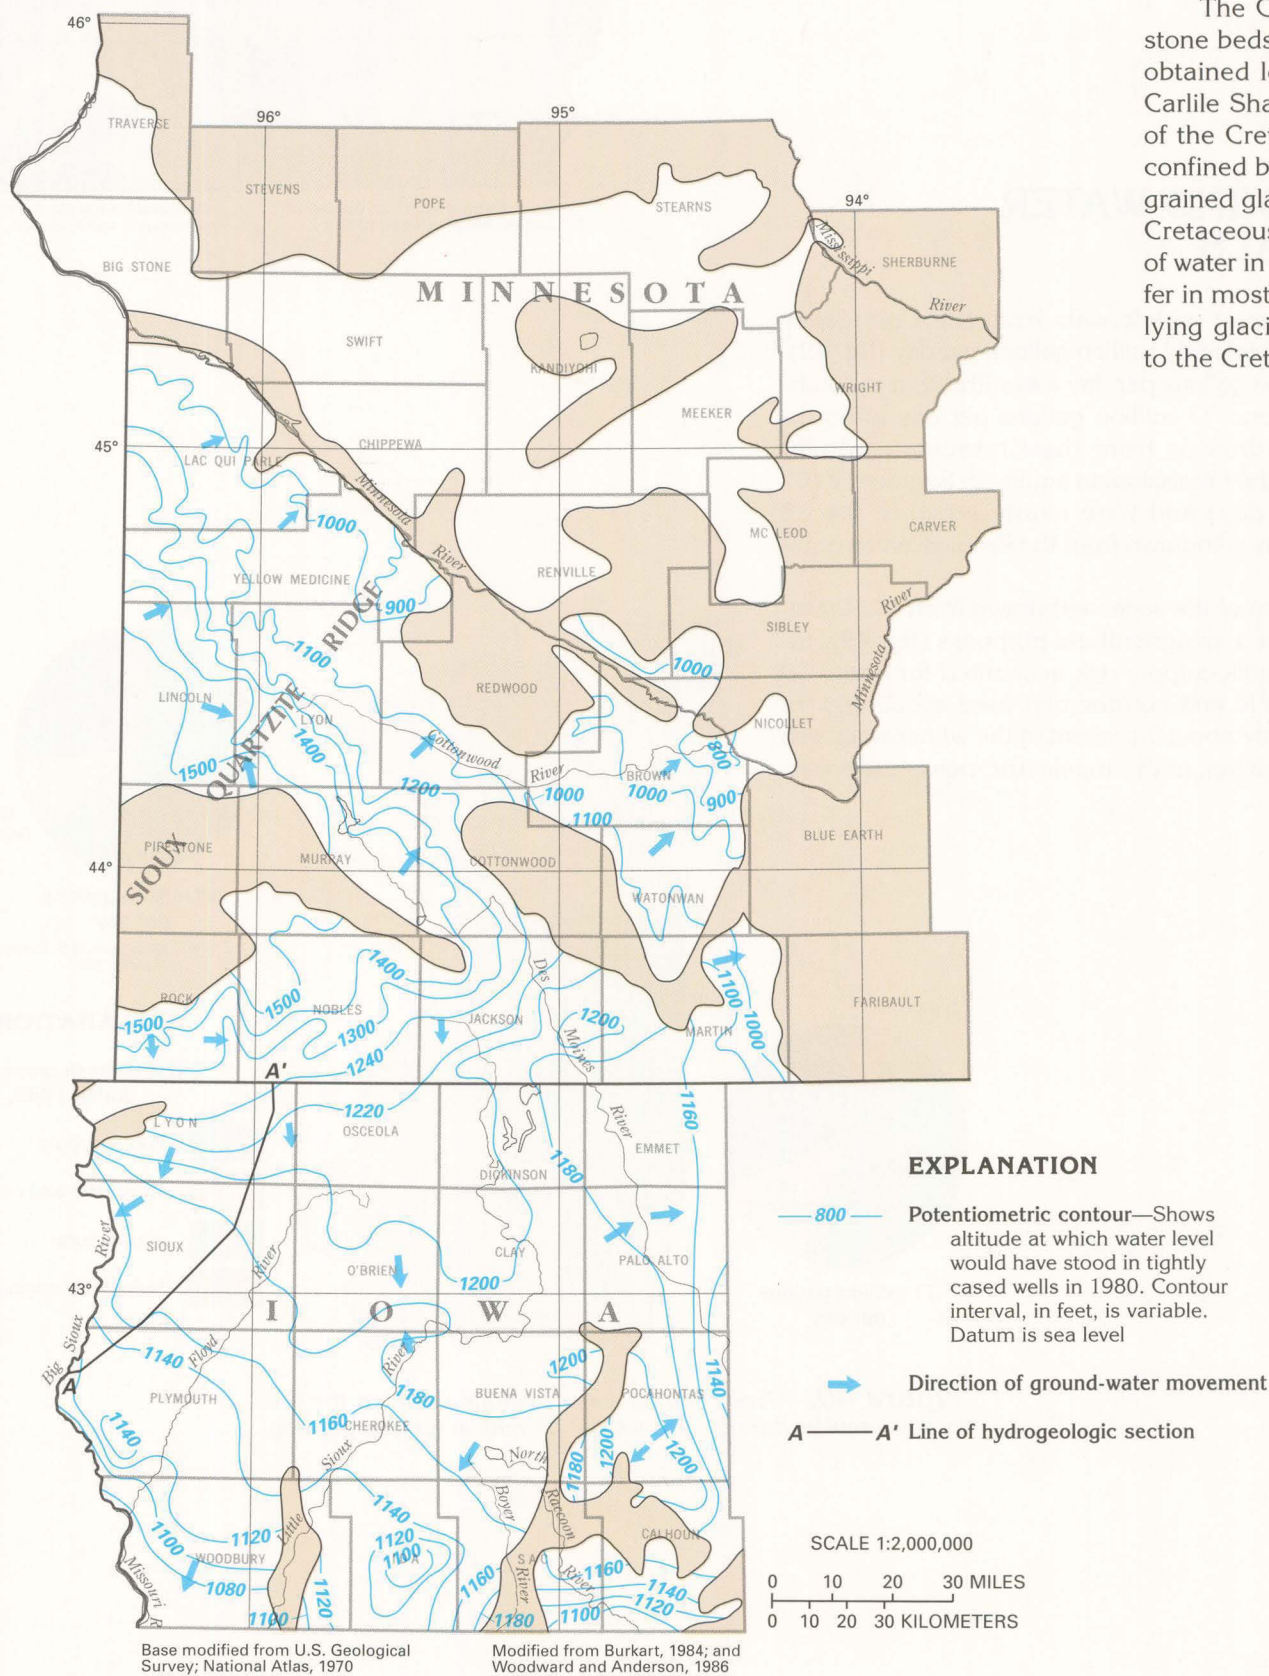 The C
stone beds
obtained l
Carlile Sha
of the Cre
confined b
grained gla
Cretaceous
of water in
fer in most
lying glaci
to the Cret
46°
96°
95°
94°
TRAVERSE
STEVENS
POPE
STEARNS
BIG STONE
Mississippi
SHERBURNE
River
MINNESOTA
SWIFT
KANDIYOHI
WRIGHT
MEEKER
CHIPPEWA
45°
LAC QUI PARLE
Minnesota
River
1000
MC LEOD
CARVER
YELLOW MEDICINE
RENVILLE
900
RIDGE
River
SIBLEY
1100
1000
Minnesota
LINCOLN
QUARTZITE
LYON
REDWOOD
NICOLLET
1400
Cottonwood
River
800
1500
BROWN
1200
1000
1000
900
1100
BLUE EARTH
PIPESTONE
SIOUX
MURRAY
COTTONWOOD
44°
WATONWAN
1400
Des
1100
ROCK
1500
NOBLES
JACKSON
1200
MARTIN
1000
FARIBAULT
1500
1300
Moines
1240
A'
1220
1160
LYON
OSCEOLA
River
EMMET
DICKINSON
1180
River
SIOUX
River
CLAY
O'BRIEN
PALO ALTO
1200
43°
IOWA
Big Sioux
Floyd
River
1140
1200
1140
A
PLYMOUTH
1180
BUENA VISTA
POCAHONTAS
1160
CHEROKEE
1140
Sioux
North
1200
1200
1180
Boyer
Raccoon
1140
1100
1120
Little
1120
CALHOUN
WOODBURY
1100
IDA
SAC
1160
1080
1120
1160
River
River
1140
1120
Missouri R
1100
1180
1100
EXPLANATION
800 Potentiometric contour—Shows
altitude at which water level
would have stood in tightly
cased wells in 1980. Contour
interval, in feet, is variable.
Datum is sea level
Direction of ground-water movement
A A' Line of hydrogeologic section
SCALE 1:2,000,000
0 10 20 30 MILES
0 10 20 30 KILOMETERS
Base modified from U.S. Geological
Survey; National Atlas, 1970
Modified from Burkart, 1984; and
Woodward and Anderson, 1986